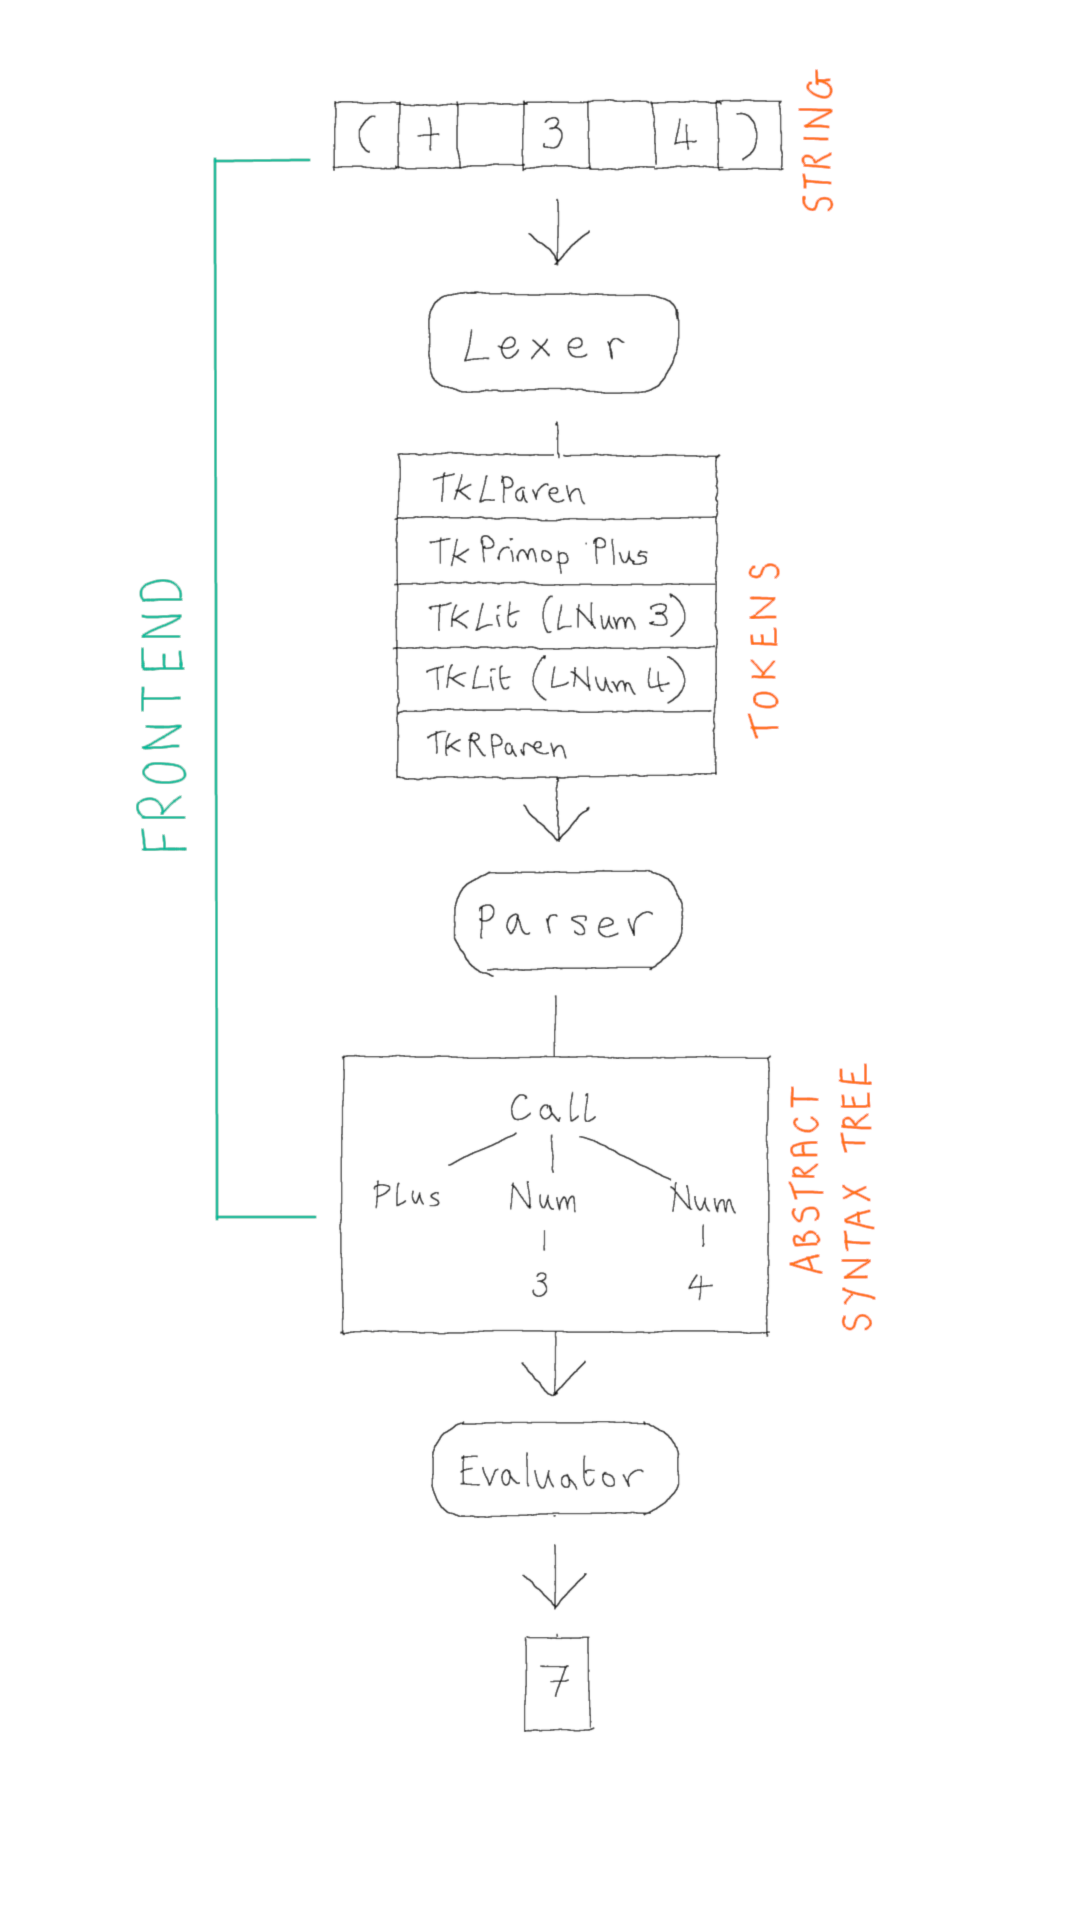 ( + 3 4 )
STRING
Lexer
TkLParen
TkPrimop Plus
TkLit (LNum 3)
TkLit (LNum 4)
TkRParen
TOKENS
FRONTEND
Parser
Call
Plus Num Num
3 4
ABSTRACT
SYNTAX TREE
Evaluator
7